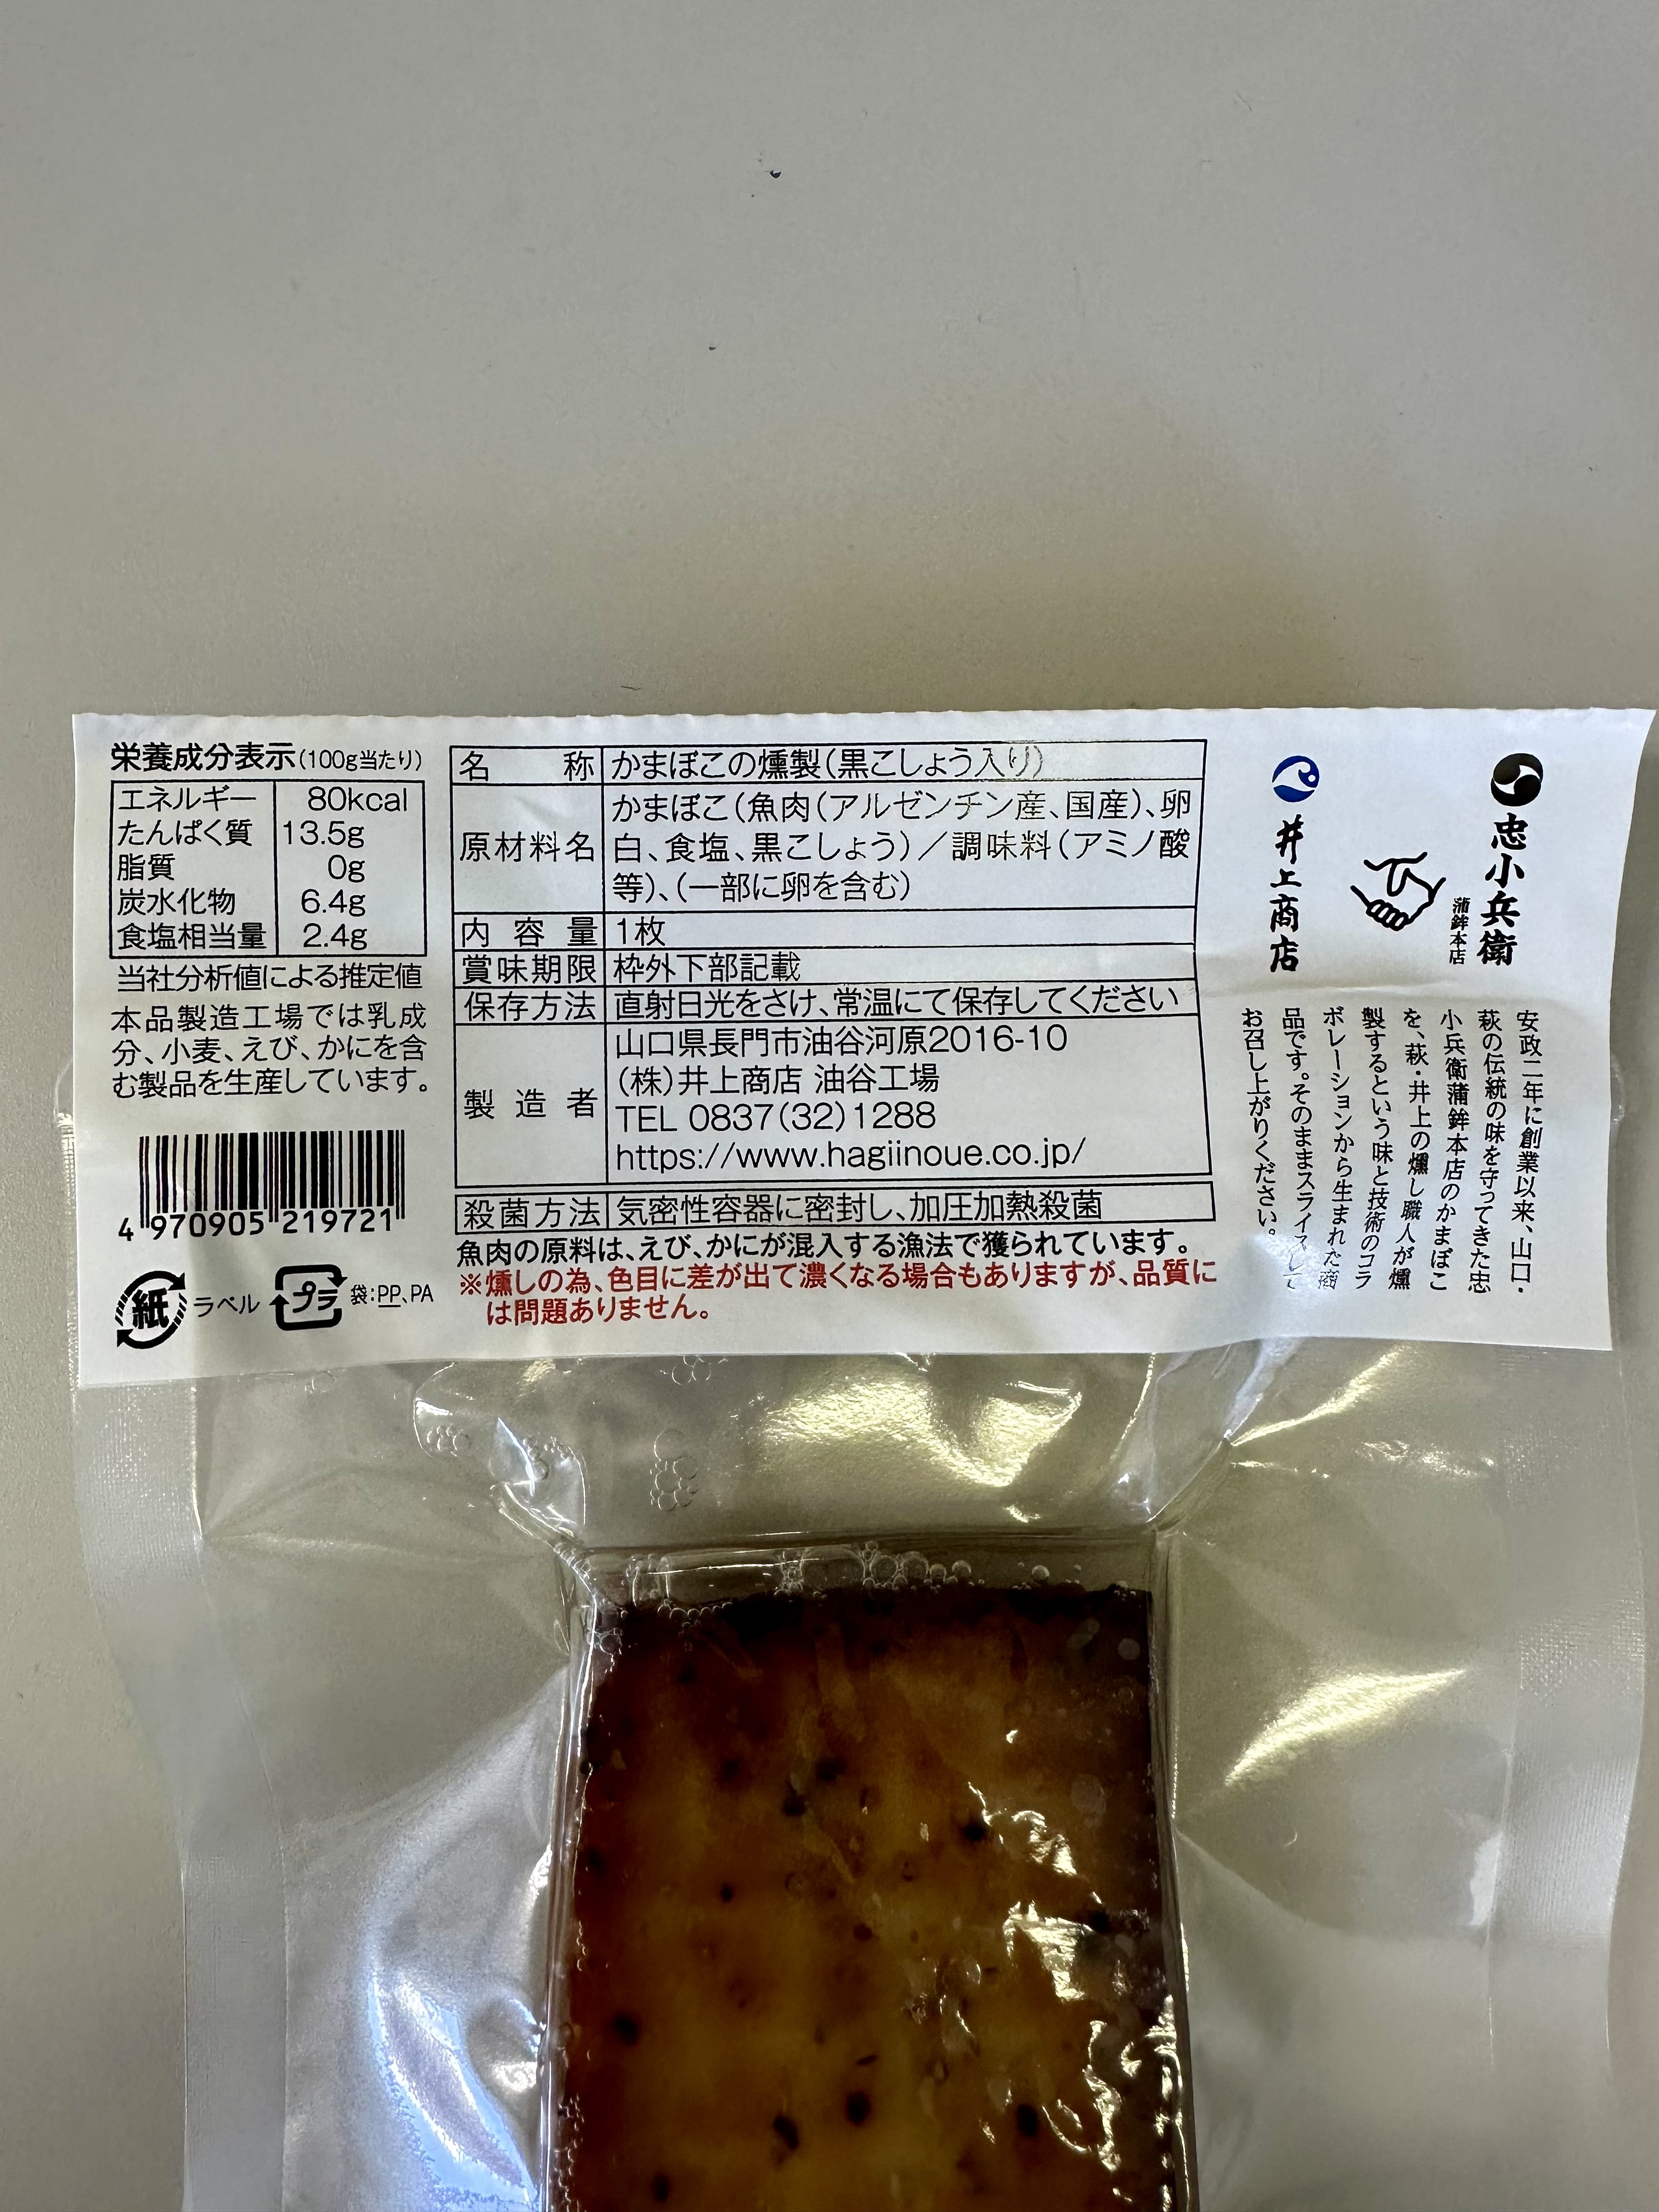 栄養成分表示(100g当たり)
エネルギー 80kcal
たんぱく質 13.5g
脂質 0g
炭水化物 6.4g
食塩相当量 2.4g
当社分析値による推定値
本品製造工場では乳成
分、小麦、えび、かにを含
む製品を生産しています。
4 970905 219721
紙 ラベル プラ 袋:PP、PA
名称 かまぼこの燻製(黒こしょう入り)
原材料名 かまぼこ(魚肉(アルゼンチン産、国産)、卵
白、食塩、黒こしょう)／調味料(アミノ酸
等)、(一部に卵を含む)
内容量 1枚
賞味期限 枠外下部記載
保存方法 直射日光をさけ、常温にて保存してください
製造者 山口県長門市油谷河原2016-10
(株)井上商店 油谷工場
TEL 0837(32)1288
https://www.hagiinoue.co.jp/
殺菌方法 気密性容器に密封し、加圧加熱殺菌
魚肉の原料は、えび、かにが混入する漁法で獲られています。
※燻しの為、色目に差が出て濃くなる場合もありますが、品質に
は問題ありません。
忠小兵衛
蒲鉾本店
井上商店
安政二年に創業以来、山口・
萩の伝統の味を守ってきた忠
小兵衛蒲鉾本店のかまぼこ
を、萩・井上の燻し職人が燻
製するという味と技術のコラ
ボレーションから生まれた商
品です。そのままスライスして
お召し上がりください。